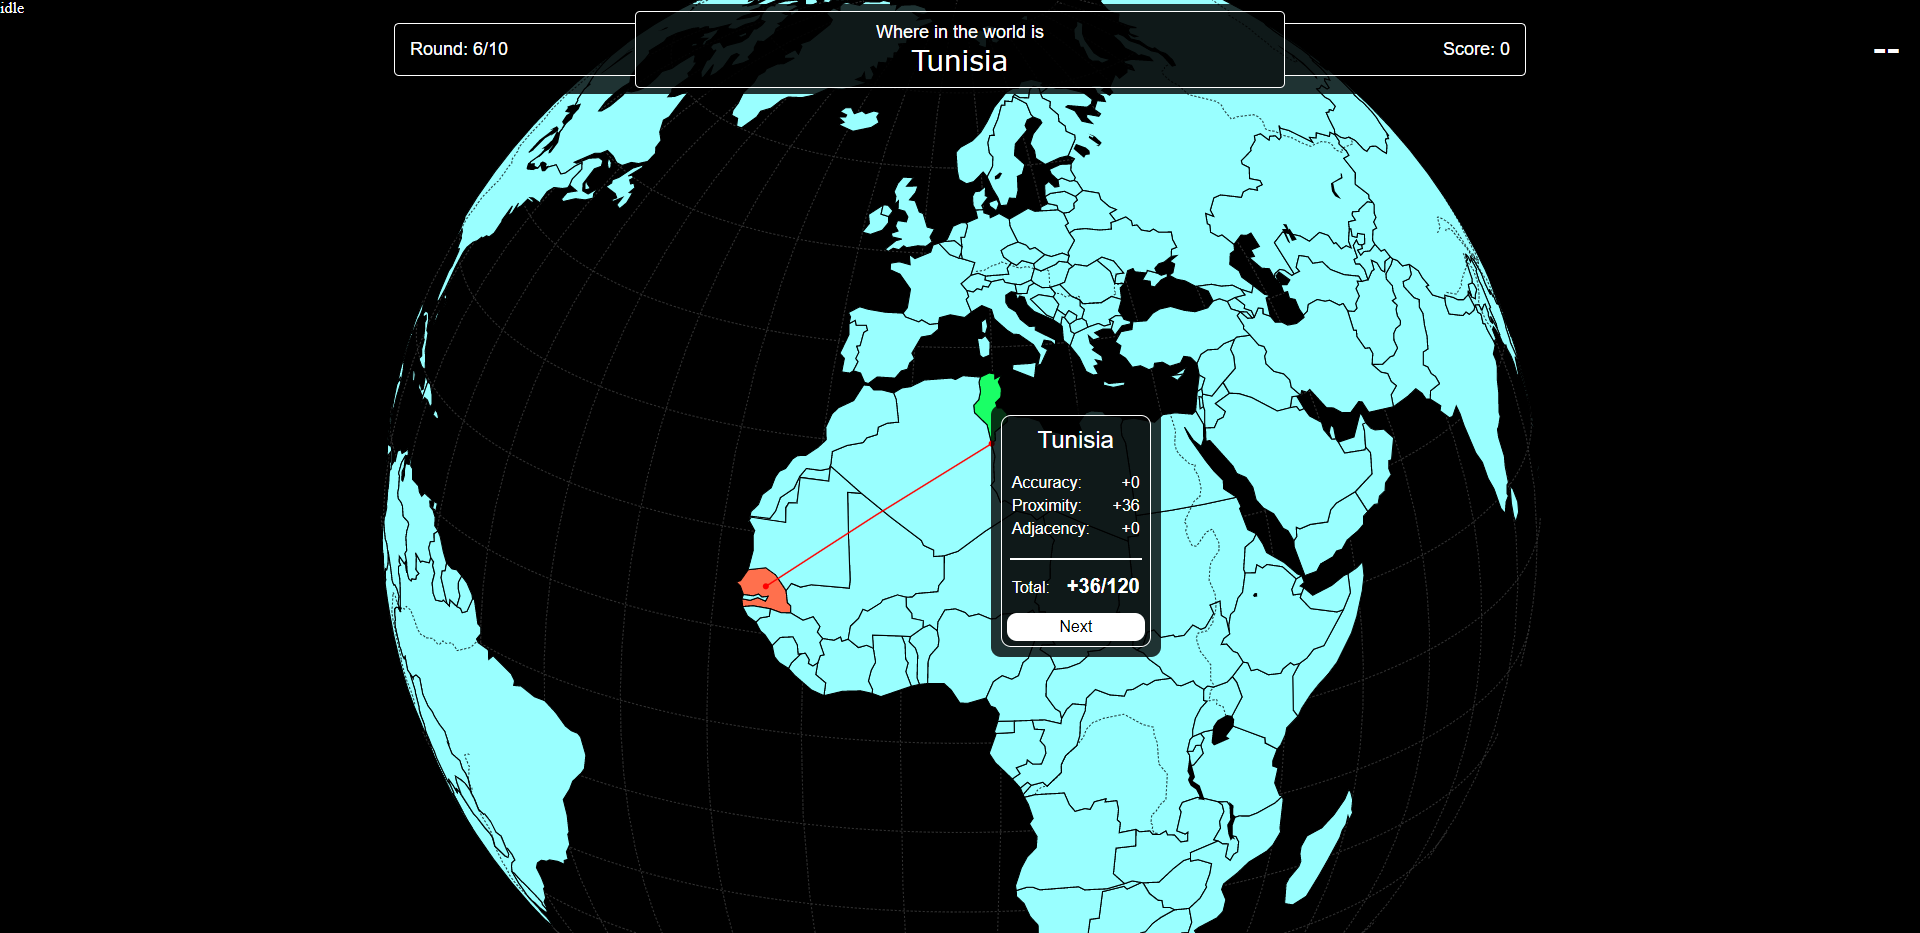 idle
Round: 6/10
Where in the world is
Tunisia
Score: 0
--
Tunisia
Accuracy: +0
Proximity: +36
Adjacency: +0
Total: +36/120
Next